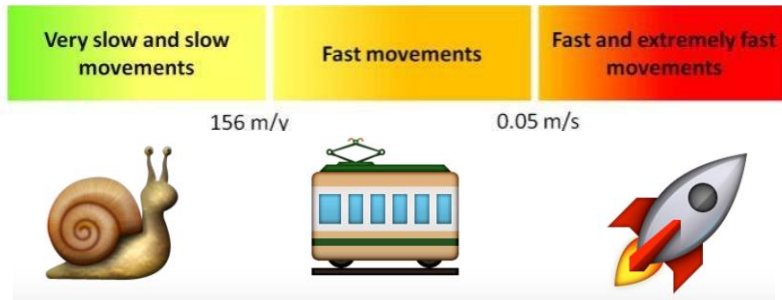 Very slow and slow
movements
Fast movements
Fast and extremely fast
movements
156 m/y
0.05 m/s